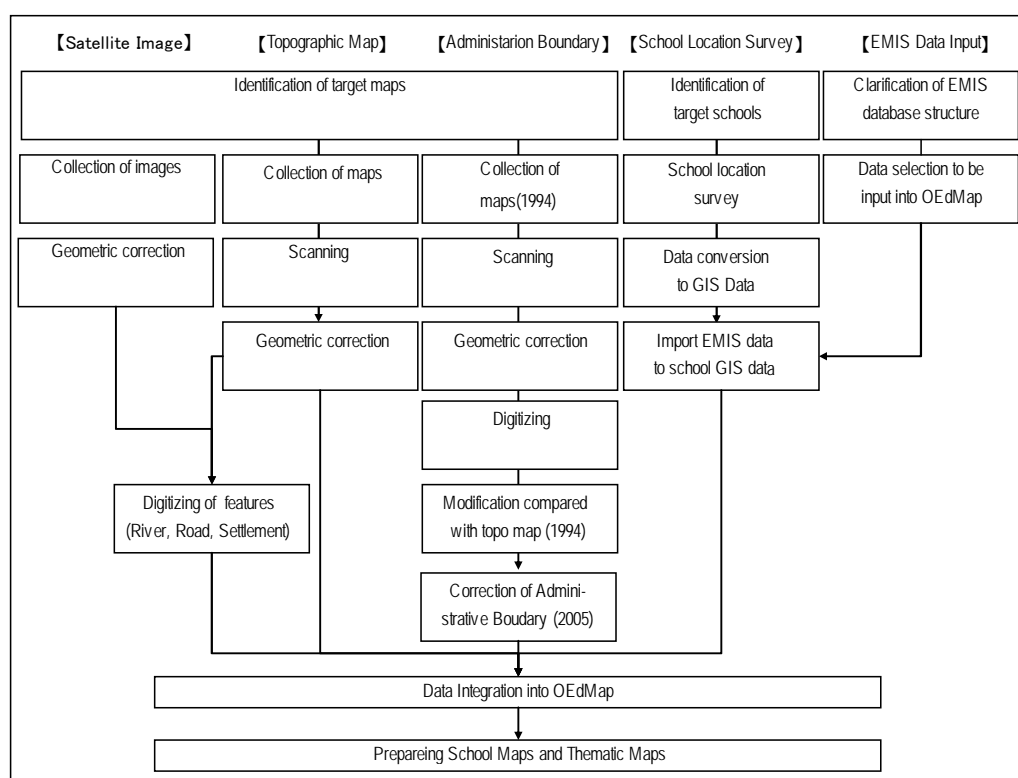 【Satellite Image】
【Topographic Map】
【Administarion Boundary】
【School Location Survey】
【EMIS Data Input】
Identification of target maps
Identification of
target schools
Clarification of EMIS
database structure
Collection of images
Collection of maps
Collection of
maps(1994)
School location
survey
Data selection to be
input into OEdMap
Geometric correction
Scanning
Scanning
Data conversion
to GIS Data
Geometric correction
Geometric correction
Import EMIS data
to school GIS data
Digitizing
Digitizing of features
(River, Road, Settlement)
Modification compared
with topo map (1994)
Correction of Admini-
strative Boudary (2005)
Data Integration into OEdMap
Prepareing School Maps and Thematic Maps